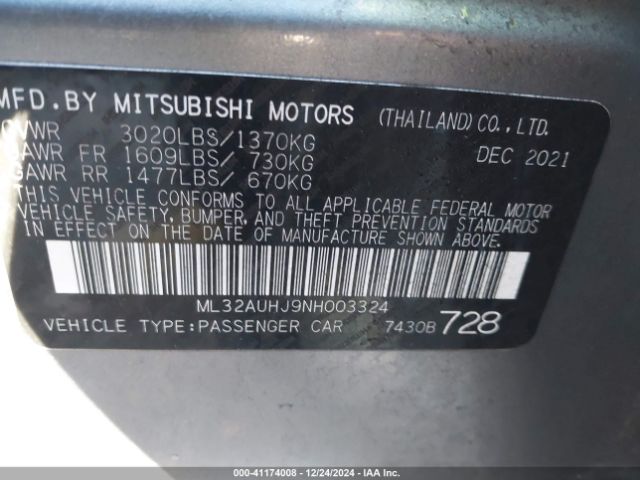 MFD.BY MITSUBISHI MOTORS (THAILAND)CO.,LTD.
GVWR 3020LBS/1370KG DEC 2021
GAWR FR 1609LBS/ 730KG
GAWR RR 1477LBS/ 670KG
THIS VEHICLE CONFORMS TO ALL APPLICABLE FEDERAL MOTOR
VEHICLE SAFETY, BUMPER, AND THEFT PREVENTION STANDARDS
IN EFFECT ON THE DATE OF MANUFACTURE SHOWN ABOVE.
ML32AUHJ9NH003324
VEHICLE TYPE:PASSENGER CAR 7430B 728
000-41174008 • 12/24/2024 • IAA